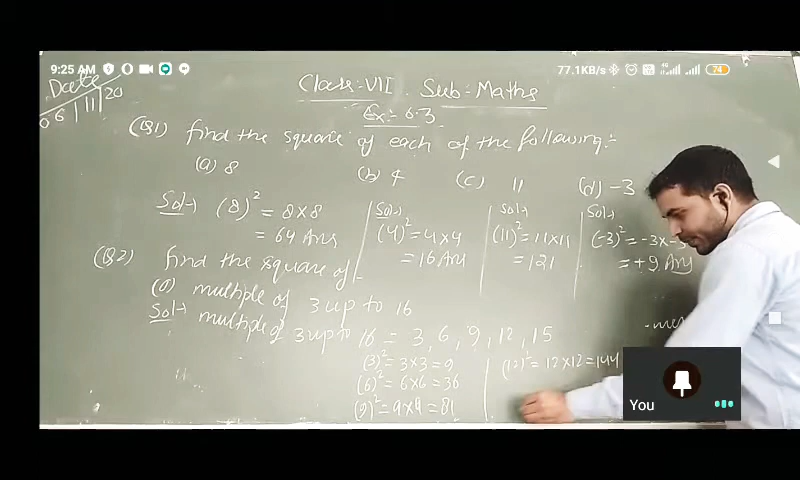 9:25 AM
77.1KB/s 4G 74
Date
06/11/20
Class:-VII Sub:-Maths
Ex:- 6.3
(Q1) find the square of each of the following:-
(a) 8 (b) 4 (c) 11 (d) -3
Sol→ (8)² = 8×8
= 64 Ans
Sol→
(4)² = 4×4
= 16 Ans
Sol→
(11)² = 11×11
= 121
Sol→
(-3)² = -3×-3
= +9 Ans
(Q2) find the square of-
multiple of 3 up to 16
Sol→ multiple of 3 up to 16 = 3, 6, 9, 12, 15
(3)² = 3×3 = 9
(6)² = 6×6 = 36
(9)² = 9×9 = 81
(12)² = 12×12 = 144
You